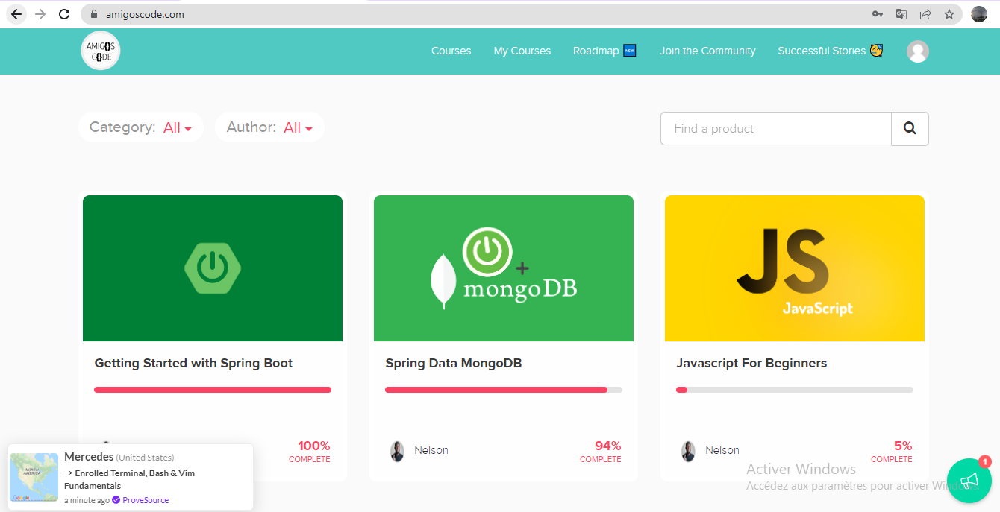 amigoscode.com
AMIGOS
CODE
Courses
My Courses
Roadmap NEW
Join the Community
Successful Stories
Category: All
Author: All
Find a product
mongoDB
JS
JavaScript
Getting Started with Spring Boot
Spring Data MongoDB
Javascript For Beginners
100%
COMPLETE
Nelson
94%
COMPLETE
Nelson
5%
COMPLETE
NORTH
AMERICA
Google
Mercedes (United States)
-> Enrolled Terminal, Bash & Vim
Fundamentals
a minute ago ProveSource
Activer Windows
Accédez aux paramètres pour activer Windows.
1